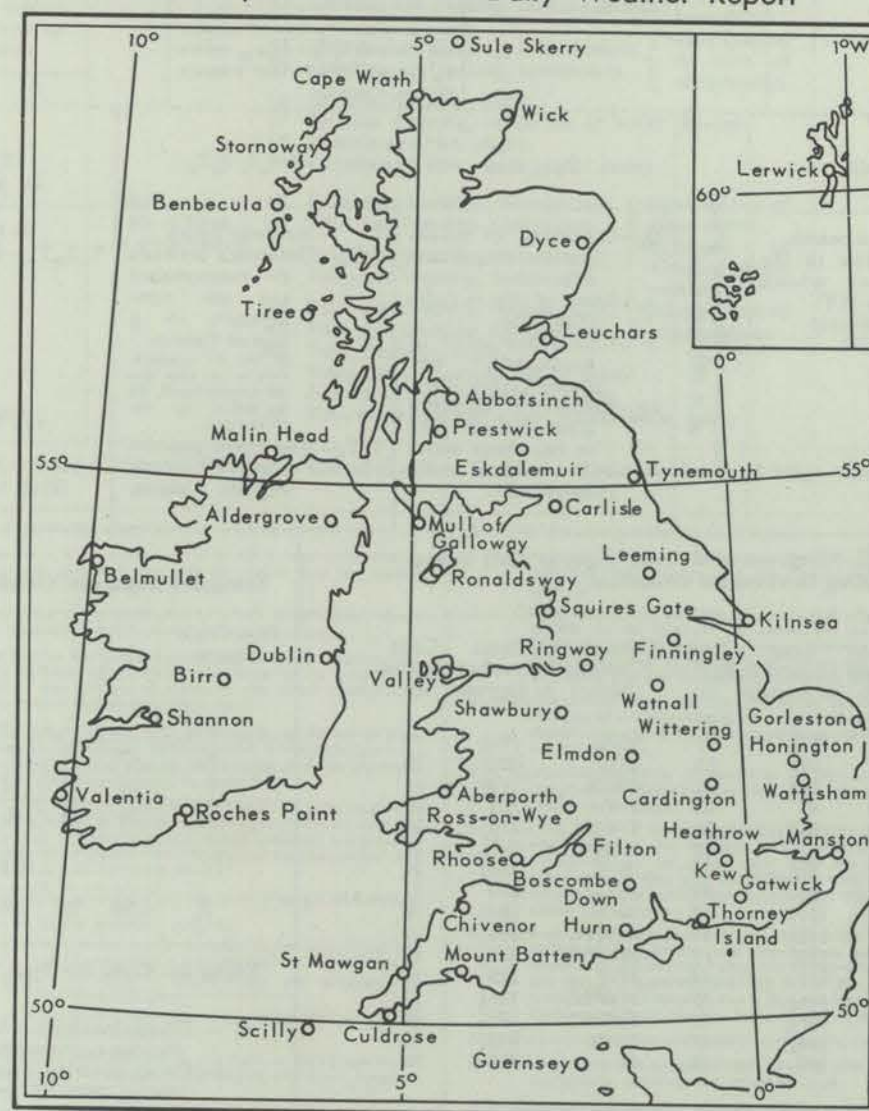 Daily Weather Report
10° 5° Sule Skerry 1°W
Cape Wrath
Wick
Stornoway
Lerwick
60°
Benbecula
Dyce
Tiree
Leuchars
0°
Abbotsinch
Malin Head Prestwick
Eskdalemuir
55° Tynemouth 55°
Aldergrove Carlisle
Mull of
Galloway Leeming
Belmullet Ronaldsway
Squires Gate Kilnsea
Dublin Ringway Finningley
Birr Valley
Watnall
Shannon Shawbury Wittering Gorleston
Elmdon Honington
Valentia Aberporth Cardington Wattisham
Roches Point Ross-on-Wye
Heathrow Manston
Rhoose Filton Kew
Boscombe Gatwick
Down
Chivenor Hurn Thorney
Island
St Mawgan Mount Batten
50° 50°
Scilly Culdrose
Guernsey
10° 5° 0°